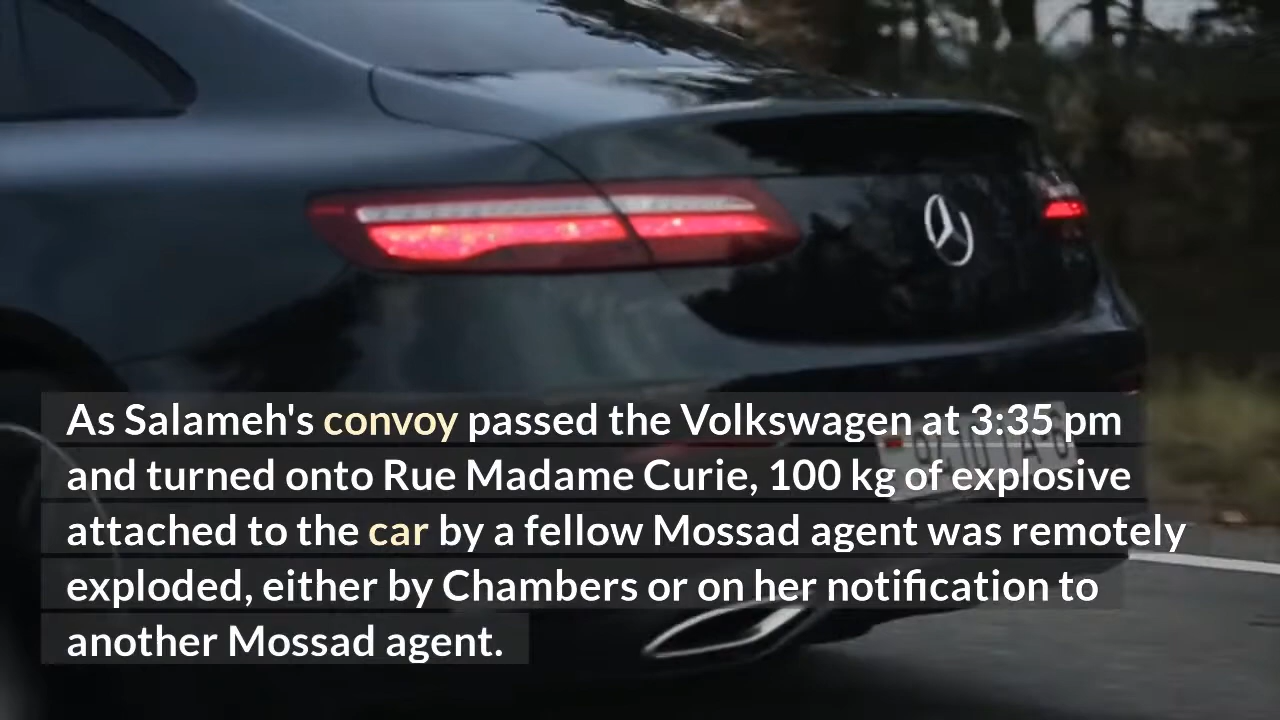 As Salameh's convoy passed the Volkswagen at 3:35 pm
and turned onto Rue Madame Curie, 100 kg of explosive
attached to the car by a fellow Mossad agent was remotely
exploded, either by Chambers or on her notification to
another Mossad agent.